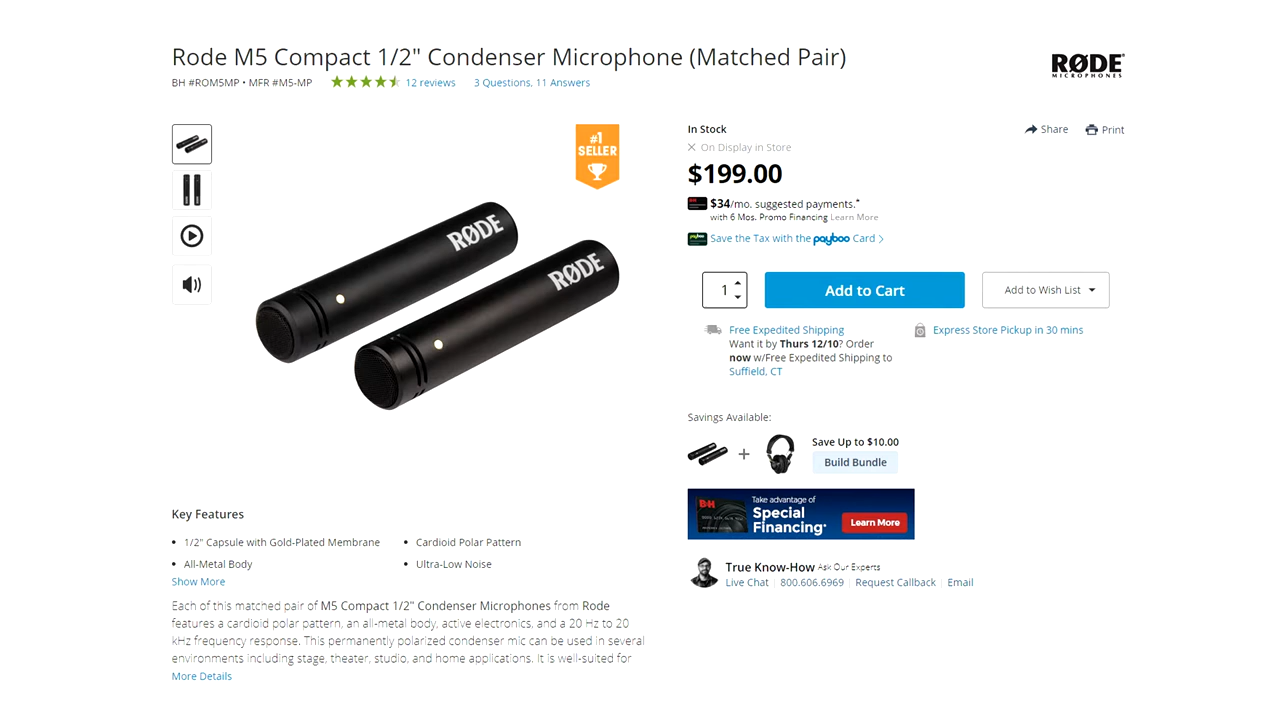 Rode M5 Compact 1/2" Condenser Microphone (Matched Pair)
BH #ROM5MP • MFR #M5-MP
12 reviews
3 Questions, 11 Answers
RØDE
MICROPHONES
#1
SELLER
RØDE
RØDE
In Stock
Share
Print
On Display in Store
$199.00
$34/mo. suggested payments.*
with 6 Mos. Promo Financing Learn More
Save the Tax with the payboo Card
1
Add to Cart
Add to Wish List
Free Expedited Shipping
Want it by Thurs 12/10? Order
now w/Free Expedited Shipping to
Suffield, CT
Express Store Pickup in 30 mins
Savings Available:
+
Save Up to $10.00
Build Bundle
B&H
Take advantage of
Special
Financing*
Learn More
True Know-How Ask Our Experts
Live Chat
800.606.6969
Request Callback
Email
Key Features
• 1/2" Capsule with Gold-Plated Membrane
• Cardioid Polar Pattern
• All-Metal Body
• Ultra-Low Noise
Show More
Each of this matched pair of M5 Compact 1/2" Condenser Microphones from Rode
features a cardioid polar pattern, an all-metal body, active electronics, and a 20 Hz to 20
kHz frequency response. This permanently polarized condenser mic can be used in several
environments including stage, theater, studio, and home applications. It is well-suited for
More Details